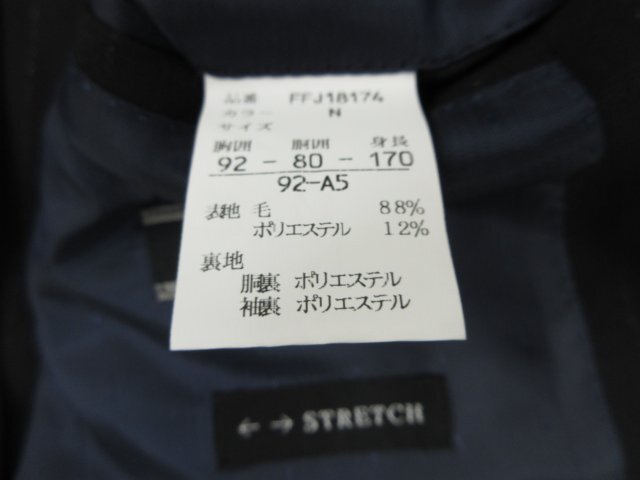 品番 FFJ18174
カラー N
サイズ
胸囲 胴囲 身長
92 - 80 - 170
92-A5
表地 毛 88%
ポリエステル 12%
裏地
胴裏 ポリエステル
袖裏 ポリエステル
← → STRETCH